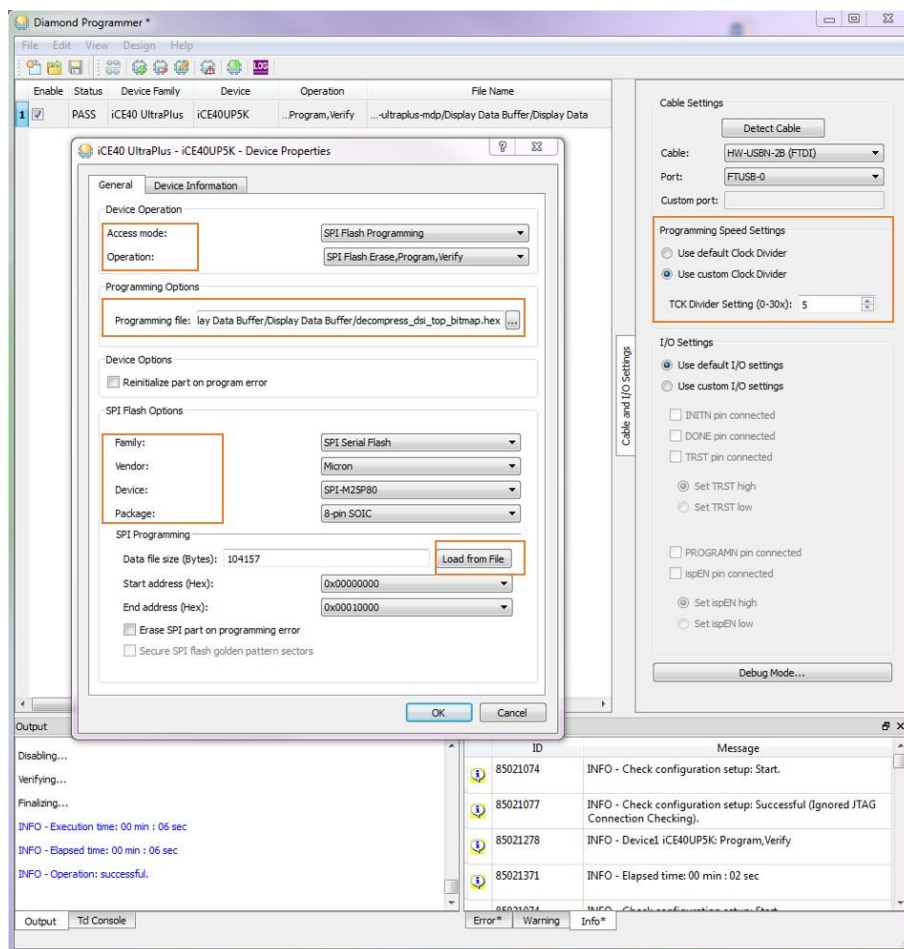 Diamond Programmer *
File Edit View Design Help
LOG
Enable Status Device Family Device Operation File Name
1 PASS iCE40 UltraPlus iCE40UP5K ...Program,Verify ...-ultraplus-mdp/Display Data Buffer/Display Data
iCE40 UltraPlus - iCE40UP5K - Device Properties
General Device Information
Device Operation
Access mode: SPI Flash Programming
Operation: SPI Flash Erase,Program,Verify
Programming Options
Programming file: lay Data Buffer/Display Data Buffer/decompress_dsi_top_bitmap.hex ...
Device Options
Reinitialize part on program error
SPI Flash Options
Family: SPI Serial Flash
Vendor: Micron
Device: SPI-M25P80
Package: 8-pin SOIC
SPI Programming
Data file size (Bytes): 104157 Load from File
Start address (Hex): 0x00000000
End address (Hex): 0x00010000
Erase SPI part on programming error
Secure SPI flash golden pattern sectors
OK Cancel
Cable and I/O Settings
Cable Settings
Detect Cable
Cable: HW-USBN-2B (FTDI)
Port: FTUSB-0
Custom port:
Programming Speed Settings
Use default Clock Divider
Use custom Clock Divider
TCK Divider Setting (0-30x): 5
I/O Settings
Use default I/O settings
Use custom I/O settings
INITN pin connected
DONE pin connected
TRST pin connected
Set TRST high
Set TRST low
PROGRAMN pin connected
ispEN pin connected
Set ispEN high
Set ispEN low
Debug Mode...
Output
Disabling...
Verifying...
Finalizing...
INFO - Execution time: 00 min : 06 sec
INFO - Elapsed time: 00 min : 06 sec
INFO - Operation: successful.
Output Tcl Console
ID Message
85021074 INFO - Check configuration setup: Start.
85021077 INFO - Check configuration setup: Successful (Ignored JTAG
Connection Checking).
85021278 INFO - Device1 iCE40UP5K: Program,Verify
85021371 INFO - Elapsed time: 00 min : 02 sec
85021074 INFO - Check configuration setup: Start.
Error* Warning Info*